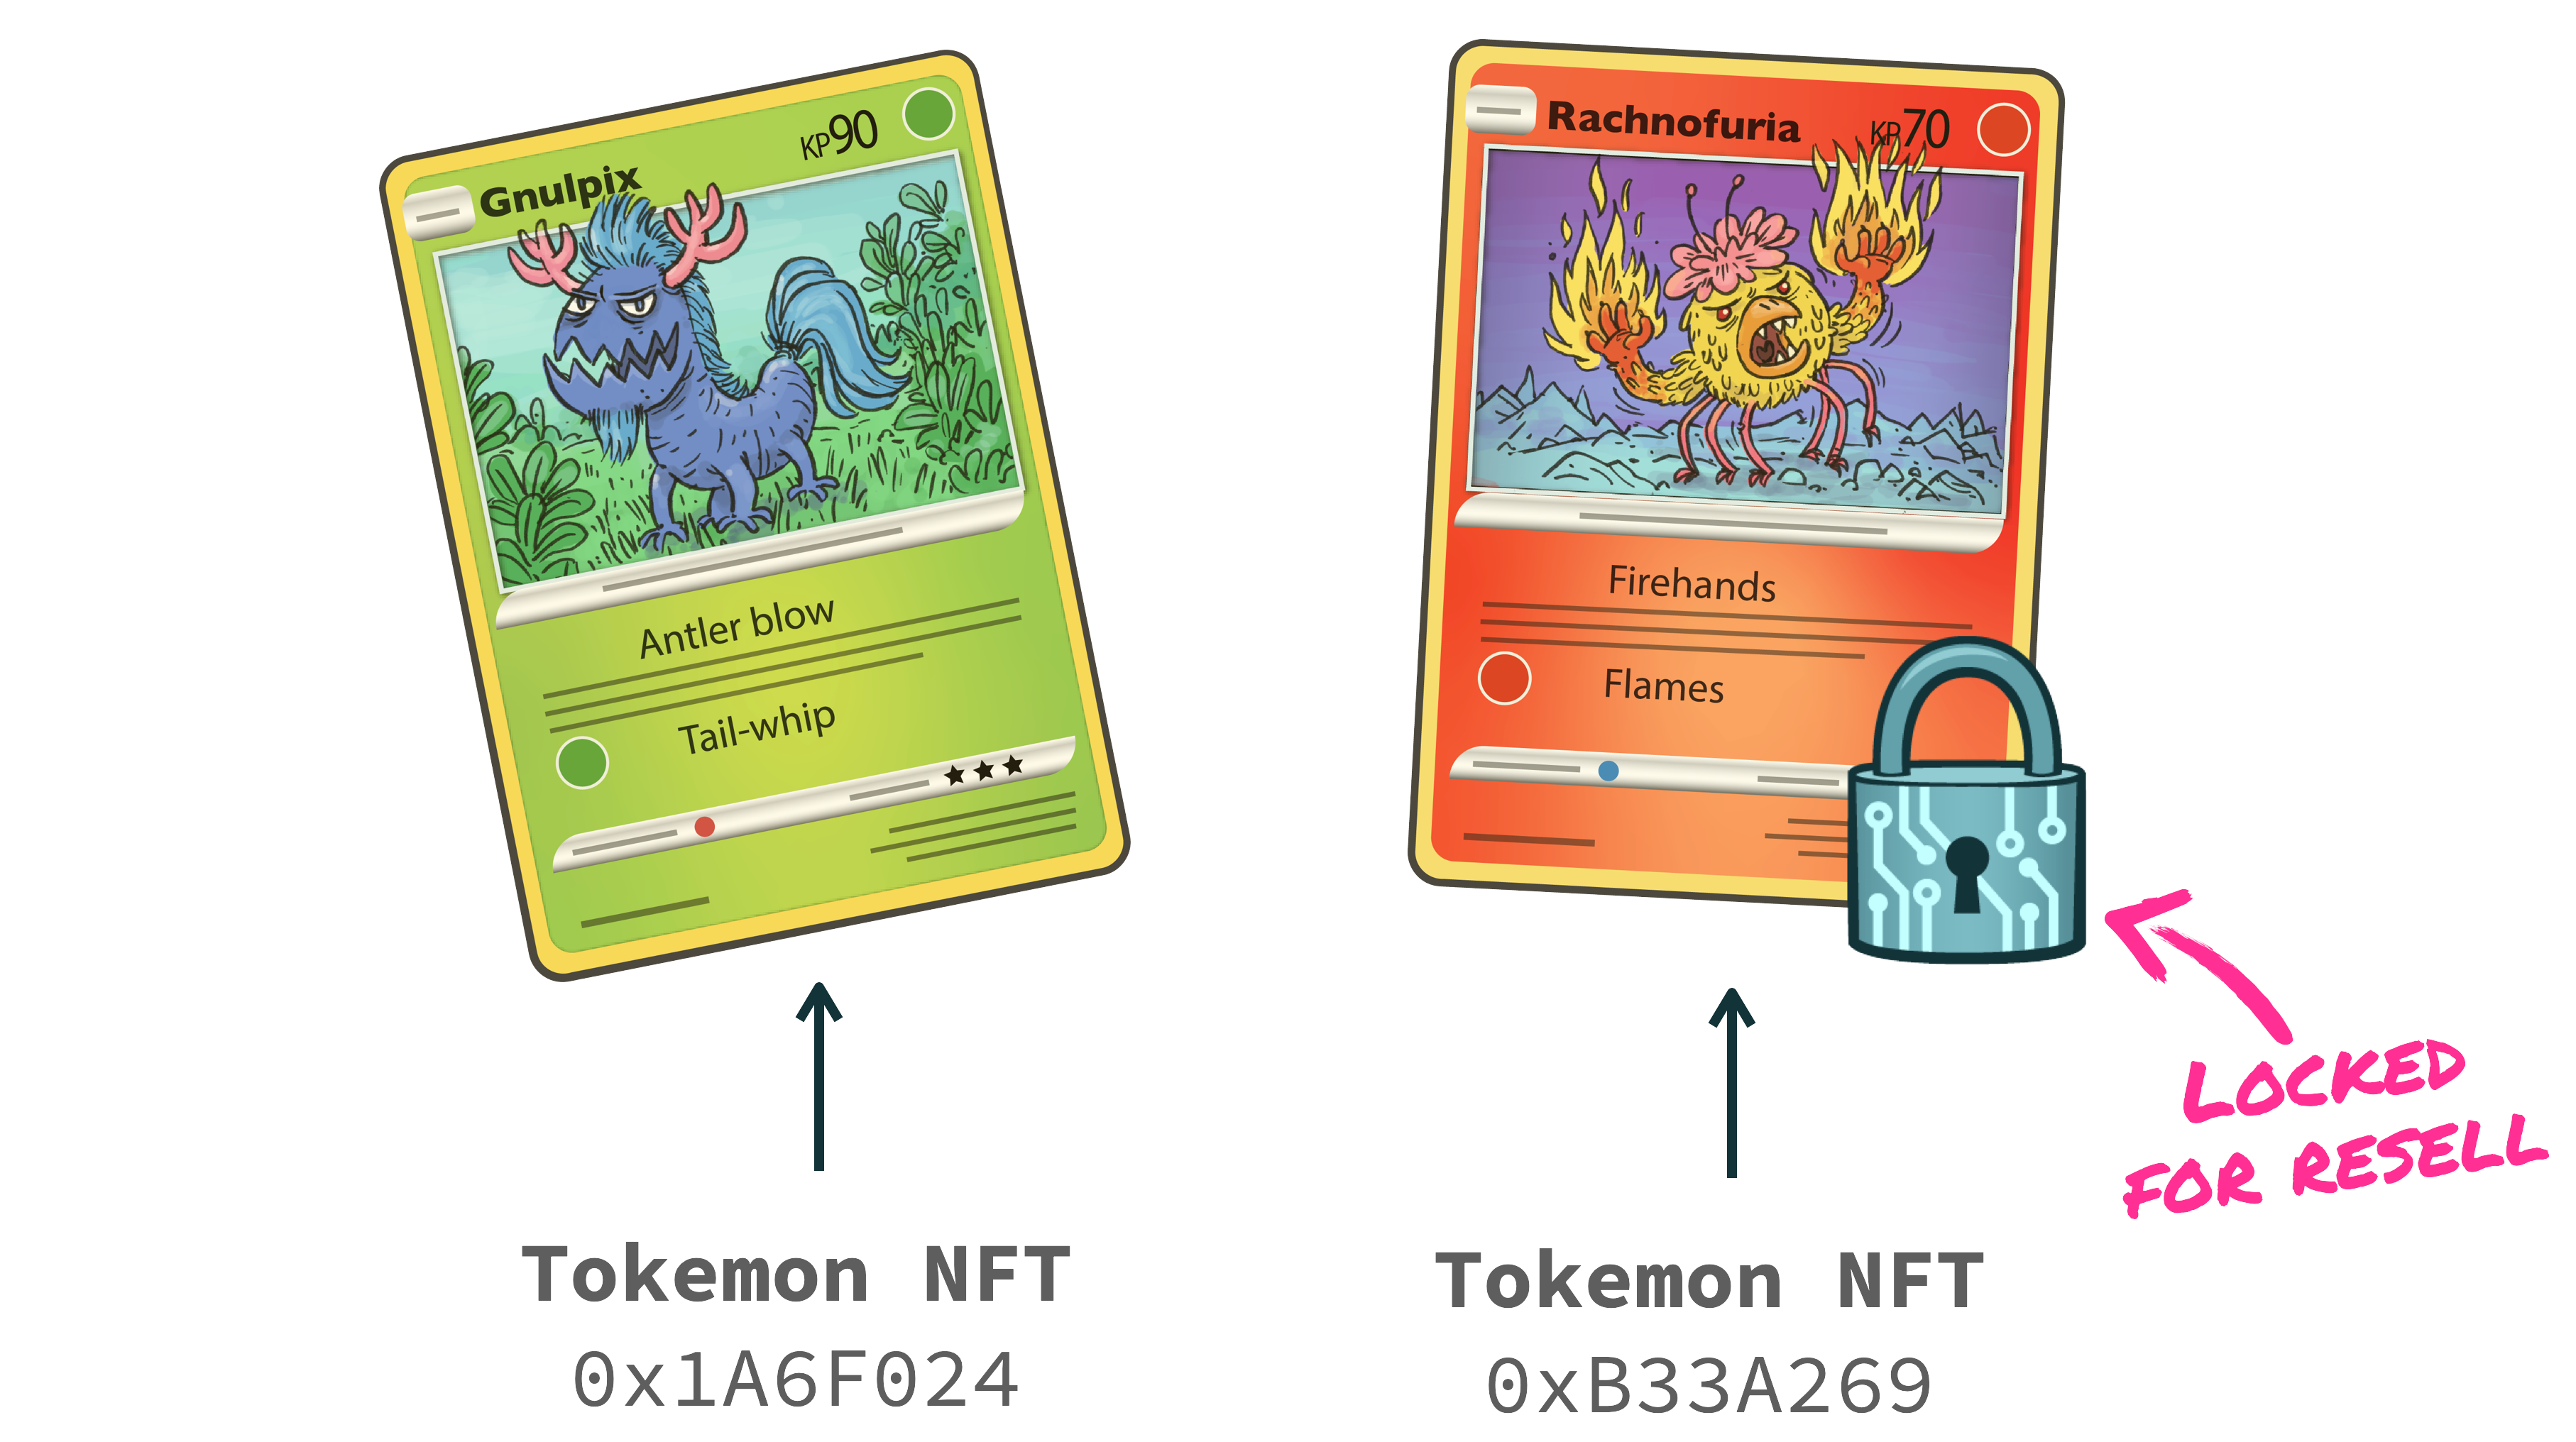 Gnulpix
KP90
Antler blow
Tail-whip
Tokemon NFT
0x1A6F024
Rachnofuria
KP70
Firehands
Flames
Tokemon NFT
0xB33A269
LOCKED
FOR RESELL